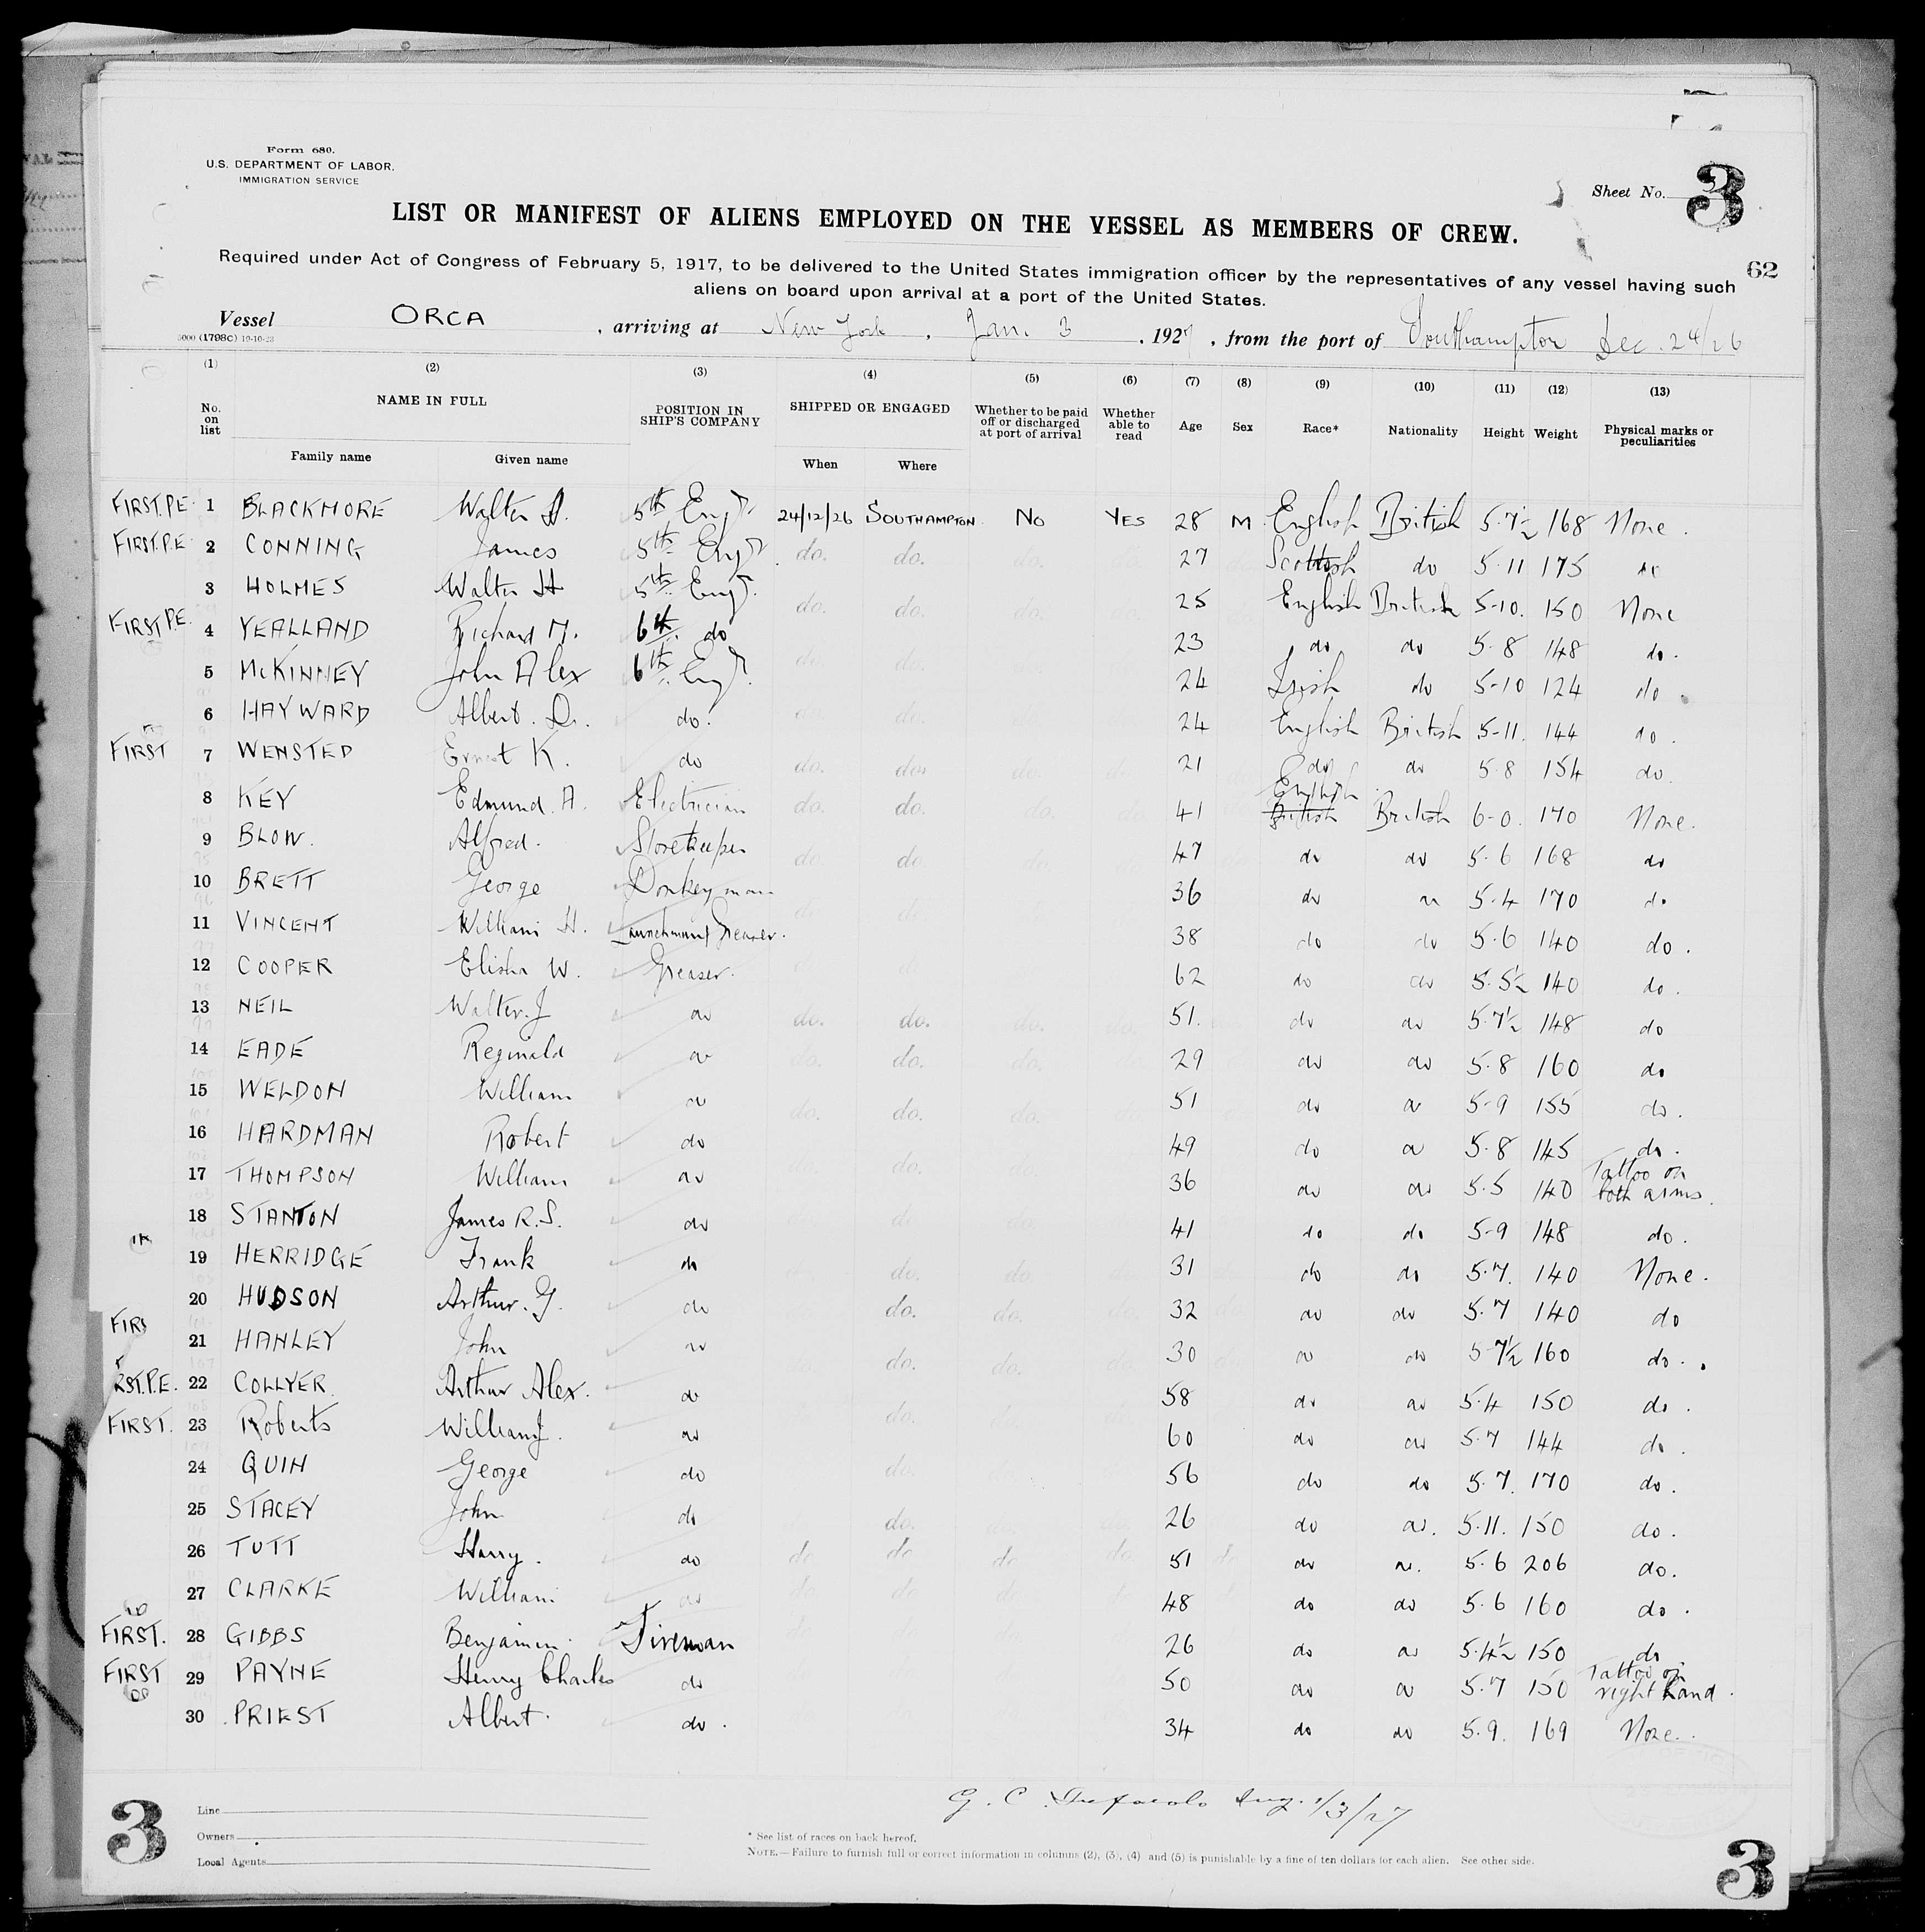 Form 680.
U.S. DEPARTMENT OF LABOR.
IMMIGRATION SERVICE
Sheet No. 3
LIST OR MANIFEST OF ALIENS EMPLOYED ON THE VESSEL AS MEMBERS OF CREW.
62
Required under Act of Congress of February 5, 1917, to be delivered to the United States immigration officer by the representatives of any vessel having such
aliens on board upon arrival at a port of the United States.
Vessel ORCA, arriving at New York, Jan. 3, 1927, from the port of Southampton Dec. 24/26
5000 (1798C) 10-10-23
(1) (2) (3) (4) (5) (6) (7) (8) (9) (10) (11) (12) (13)
No. on list NAME IN FULL POSITION IN SHIP'S COMPANY SHIPPED OR ENGAGED Whether to be paid off or discharged at port of arrival Whether able to read Age Sex Race* Nationality Height Weight Physical marks or peculiarities
Family name Given name When Where
FIRST.P.E. 1 BLACKMORE Walter 5th Engr. 24/12/26 SOUTHAMPTON No YES 28 M. English British 5.7½ 168 None.
FIRST.P.E 2 CONNING James 5th Engr. do. do. do. 27 Scottish do 5.11 175
3 HOLMES Walter H 5th Engr. do. do. do. 25 English British 5-10. 150 None
FIRST P.E. 4 YEALLAND Richard M. 6th do do. do. do. 23 do do 5.8 148 do.
5 McKINNEY John Alex 6th Engr. 24 Irish do 5-10 124 do
6 HAYWARD Albert. do. do. 24 English British 5-11. 144 do.
FIRST 7 WENSTED Ernest K. do do. do. do. do. 21 do do 5.8 154 do.
8 KEY Edmund. A. Electrician do. do. do. do. 41 English British British 6-0. 170 None.
9 BLOW. Alfred. Storekeeper do. do. do. do. 47 do do 5.6 168 do
10 BRETT George Donkeyman 36 do do 5.4 170 do
11 VINCENT William H. Greaser. do. do. 38 do do 5.6 140 do.
12 COOPER Elisha W. Greaser. 62 do do 5.5½ 140 do.
13 NEIL Walter. J do do. do. do. do. 51. do do 5.7½ 148 do
14 EADE Reginald do do. do. do. do. 29 do do 5.8 160 do
15 WELDON William do do. do. do. 51 do do 5-9 155 do.
16 HARDMAN Robert do 49 do do 5.8 145 do.
17 THOMPSON William do do. do. 36 do do 5.5 140 Tattoo on both arms.
18 STANTON James R.S. do do. do. 41 do do 5-9 148 do.
19 HERRIDGE Frank do do. do. do. 31 do do 5.7. 140 None.
20 HUDSON Arthur. G. do do. do. do. 32 do do 5.7 140 do
FIRS 21 HANLEY John do do. do. do. 30 do do 5-7½ 160 do.
RST.P.E. 22 COLLYER Arthur Alex. do 58 do do 5.4 150 do.
FIRST. 23 Roberts William J. do do. do. 60 do do 5.7 144 do.
24 QUIN George do do. 56 do do 5.7. 170 do.
25 STACEY John do do. 26 do do. 5.11. 150 do.
26 TUTT Harry. do do do do do 51 do do. 5.6 206 do.
27 CLARKE William do do do do 48 do do 5.6 160 do.
FIRST. 28 GIBBS Benjamin Fireman 26 do do 5.4½ 150 do
FIRST 29 PAYNE Henry Charles do 50 do do 5.7 150 Tattoo on right hand.
30 PRIEST Albert. do. 34 do do 5.9. 169 None.
G. C. 1/3/27
3
Line
Owners
Local Agents
* See list of races on back hereof.
NOTE.—Failure to furnish full or correct information in columns (2), (3), (4) and (5) is punishable by a fine of ten dollars for each alien. See other side.
3